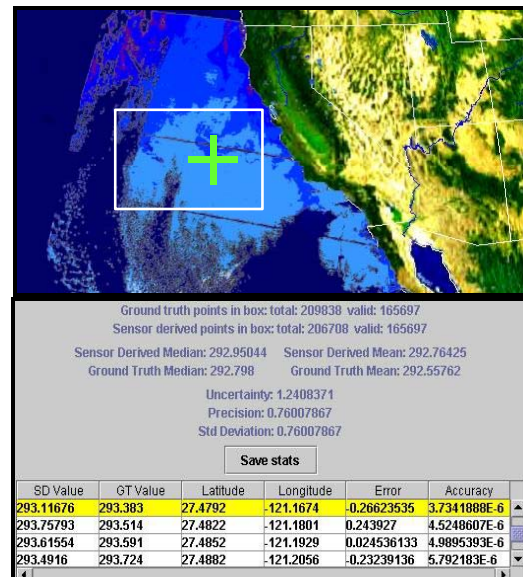 Ground truth points in box: total: 209838 valid: 165697
Sensor derived points in box: total: 206708 valid: 165697
Sensor Derived Median: 292.95044 Sensor Derived Mean: 292.76425
Ground Truth Median: 292.798 Ground Truth Mean: 292.55762
Uncertainty: 1.2408371
Precision: 0.76007867
Std Deviation: 0.76007867
Save stats
SD Value GT Value Latitude Longitude Error Accuracy
293.11676 293.383 27.4792 -121.1674 -0.26623535 3.7341888E-6
293.75793 293.514 27.4822 -121.1801 0.243927 4.5248607E-6
293.61554 293.591 27.4852 -121.1929 0.024536133 4.9895393E-6
293.4916 293.724 27.4882 -121.2056 -0.23239136 5.792183E-6